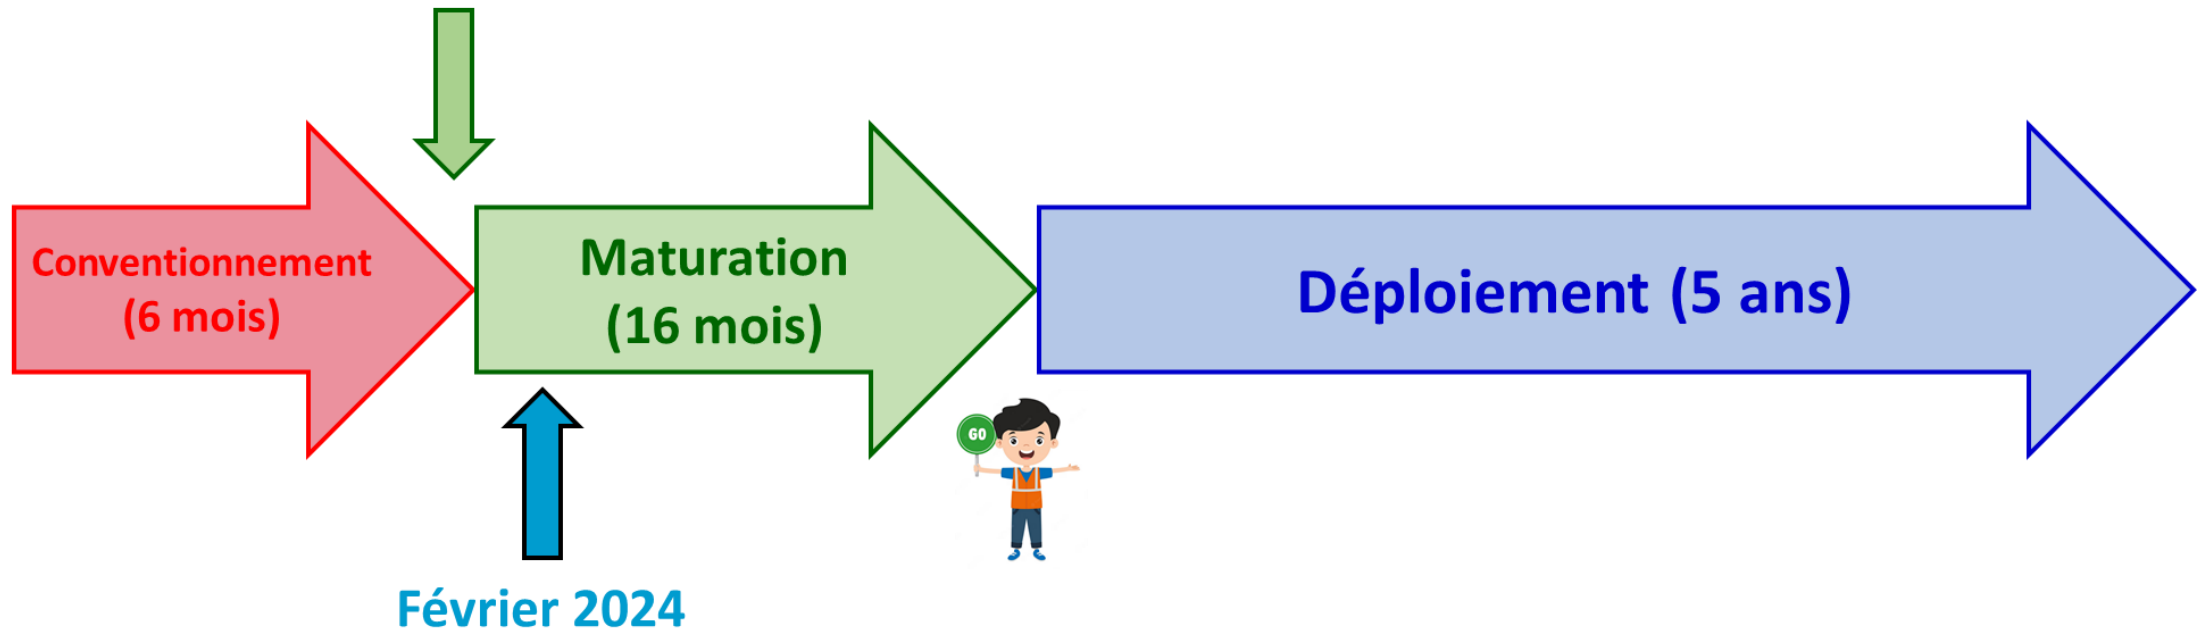 Conventionnement
(6 mois)
Maturation
(16 mois)
Déploiement (5 ans)
GO
Février 2024